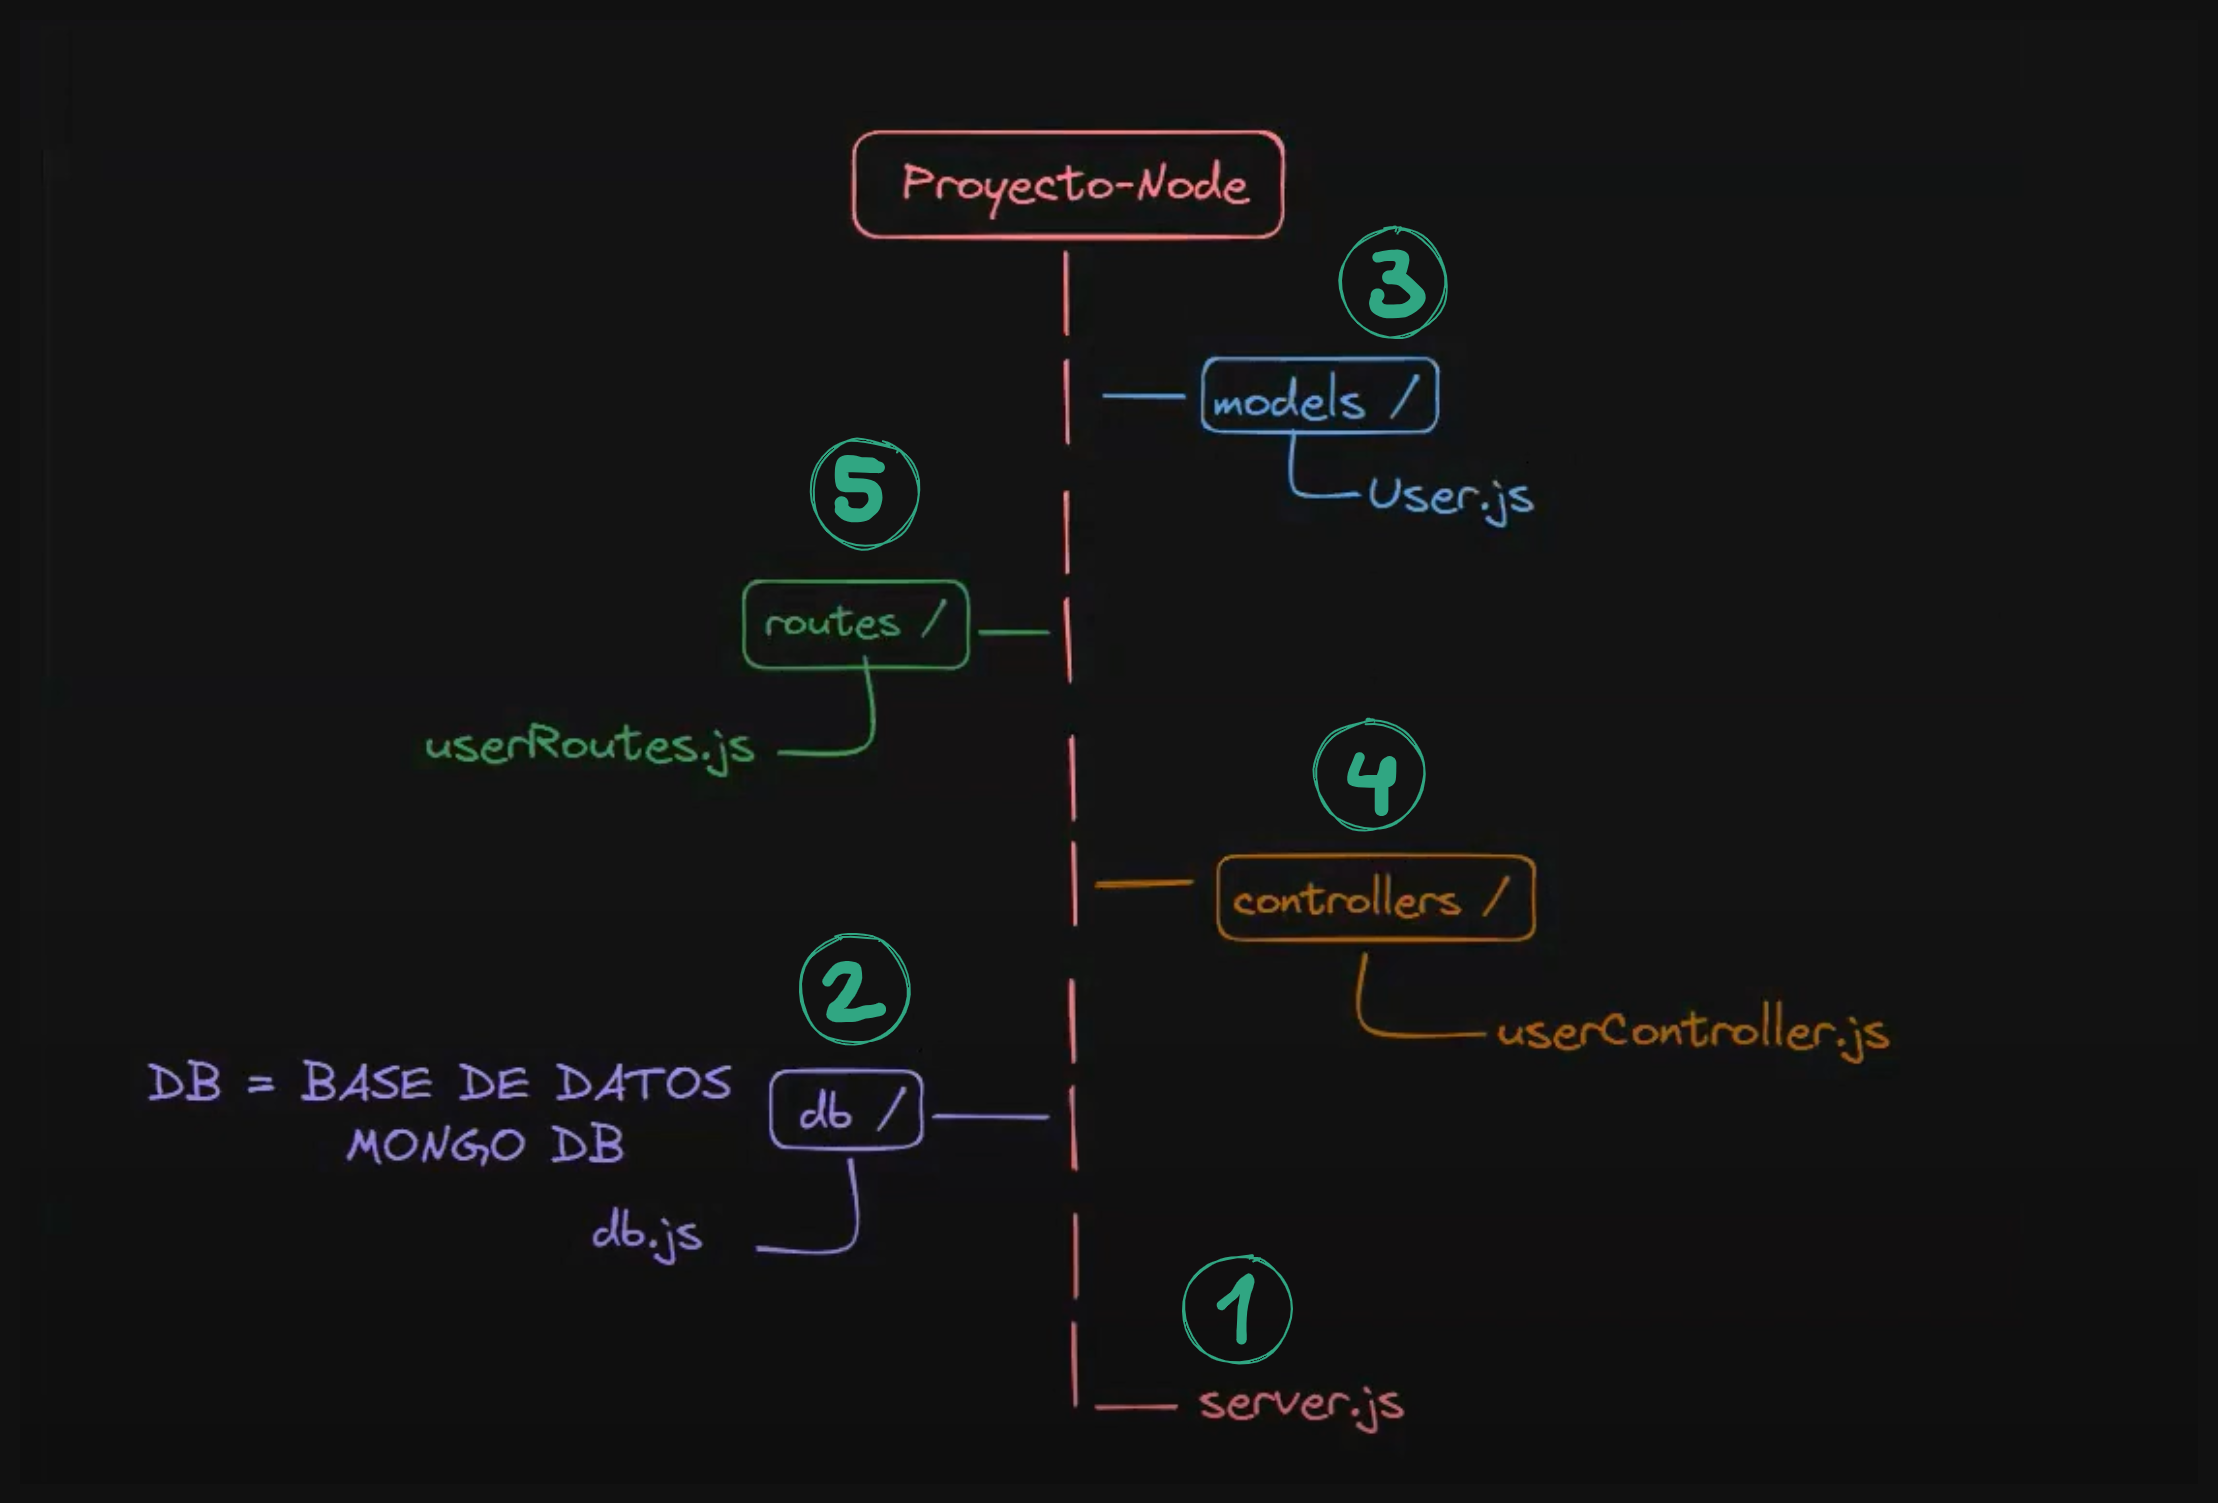 Proyecto-Node
3
models /
User.js
5
routes /
userRoutes.js
4
controllers /
userController.js
2
DB = BASE DE DATOS
MONGO DB
db /
db.js
1
server.js